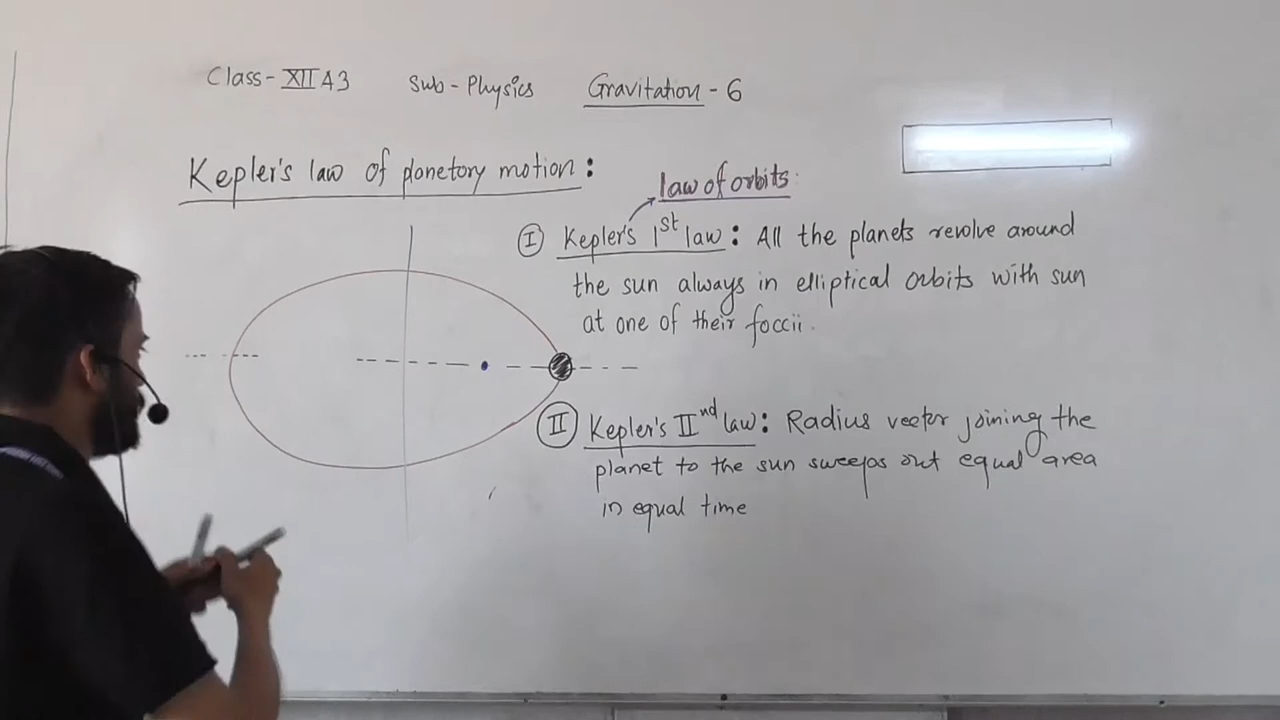 Class - XII A3 Sub - Physics Gravitation - 6
Kepler's law of planetory motion :
law of orbits
I Kepler's 1st law : All the planets revolve around
the sun always in elliptical orbits with sun
at one of their foccii.
II Kepler's IInd law : Radius vector joining the
planet to the sun sweeps out equal area
in equal time